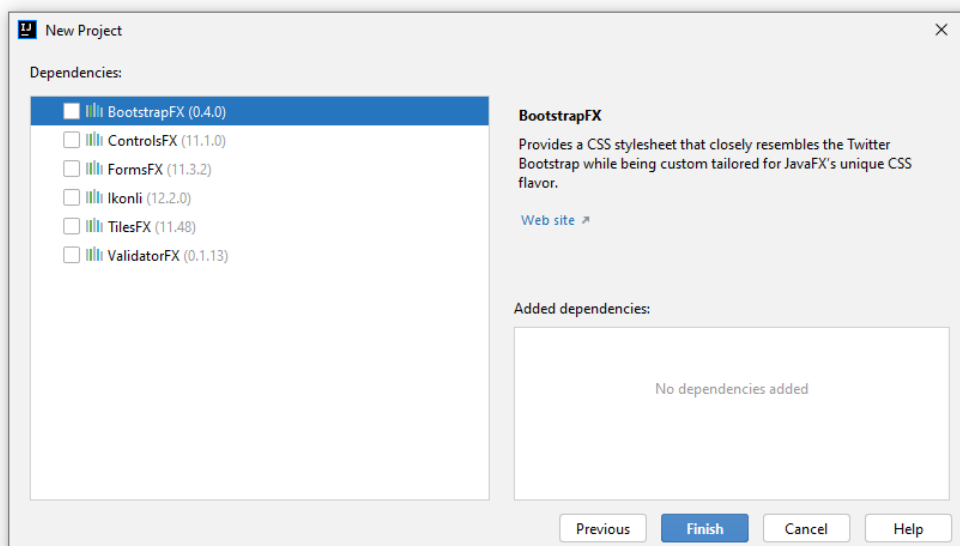 IJ
New Project
Dependencies:
BootstrapFX (0.4.0)
ControlsFX (11.1.0)
FormsFX (11.3.2)
Ikonli (12.2.0)
TilesFX (11.48)
ValidatorFX (0.1.13)
BootstrapFX
Provides a CSS stylesheet that closely resembles the Twitter
Bootstrap while being custom tailored for JavaFX's unique CSS
flavor.
Web site ↗
Added dependencies:
No dependencies added
Previous
Finish
Cancel
Help